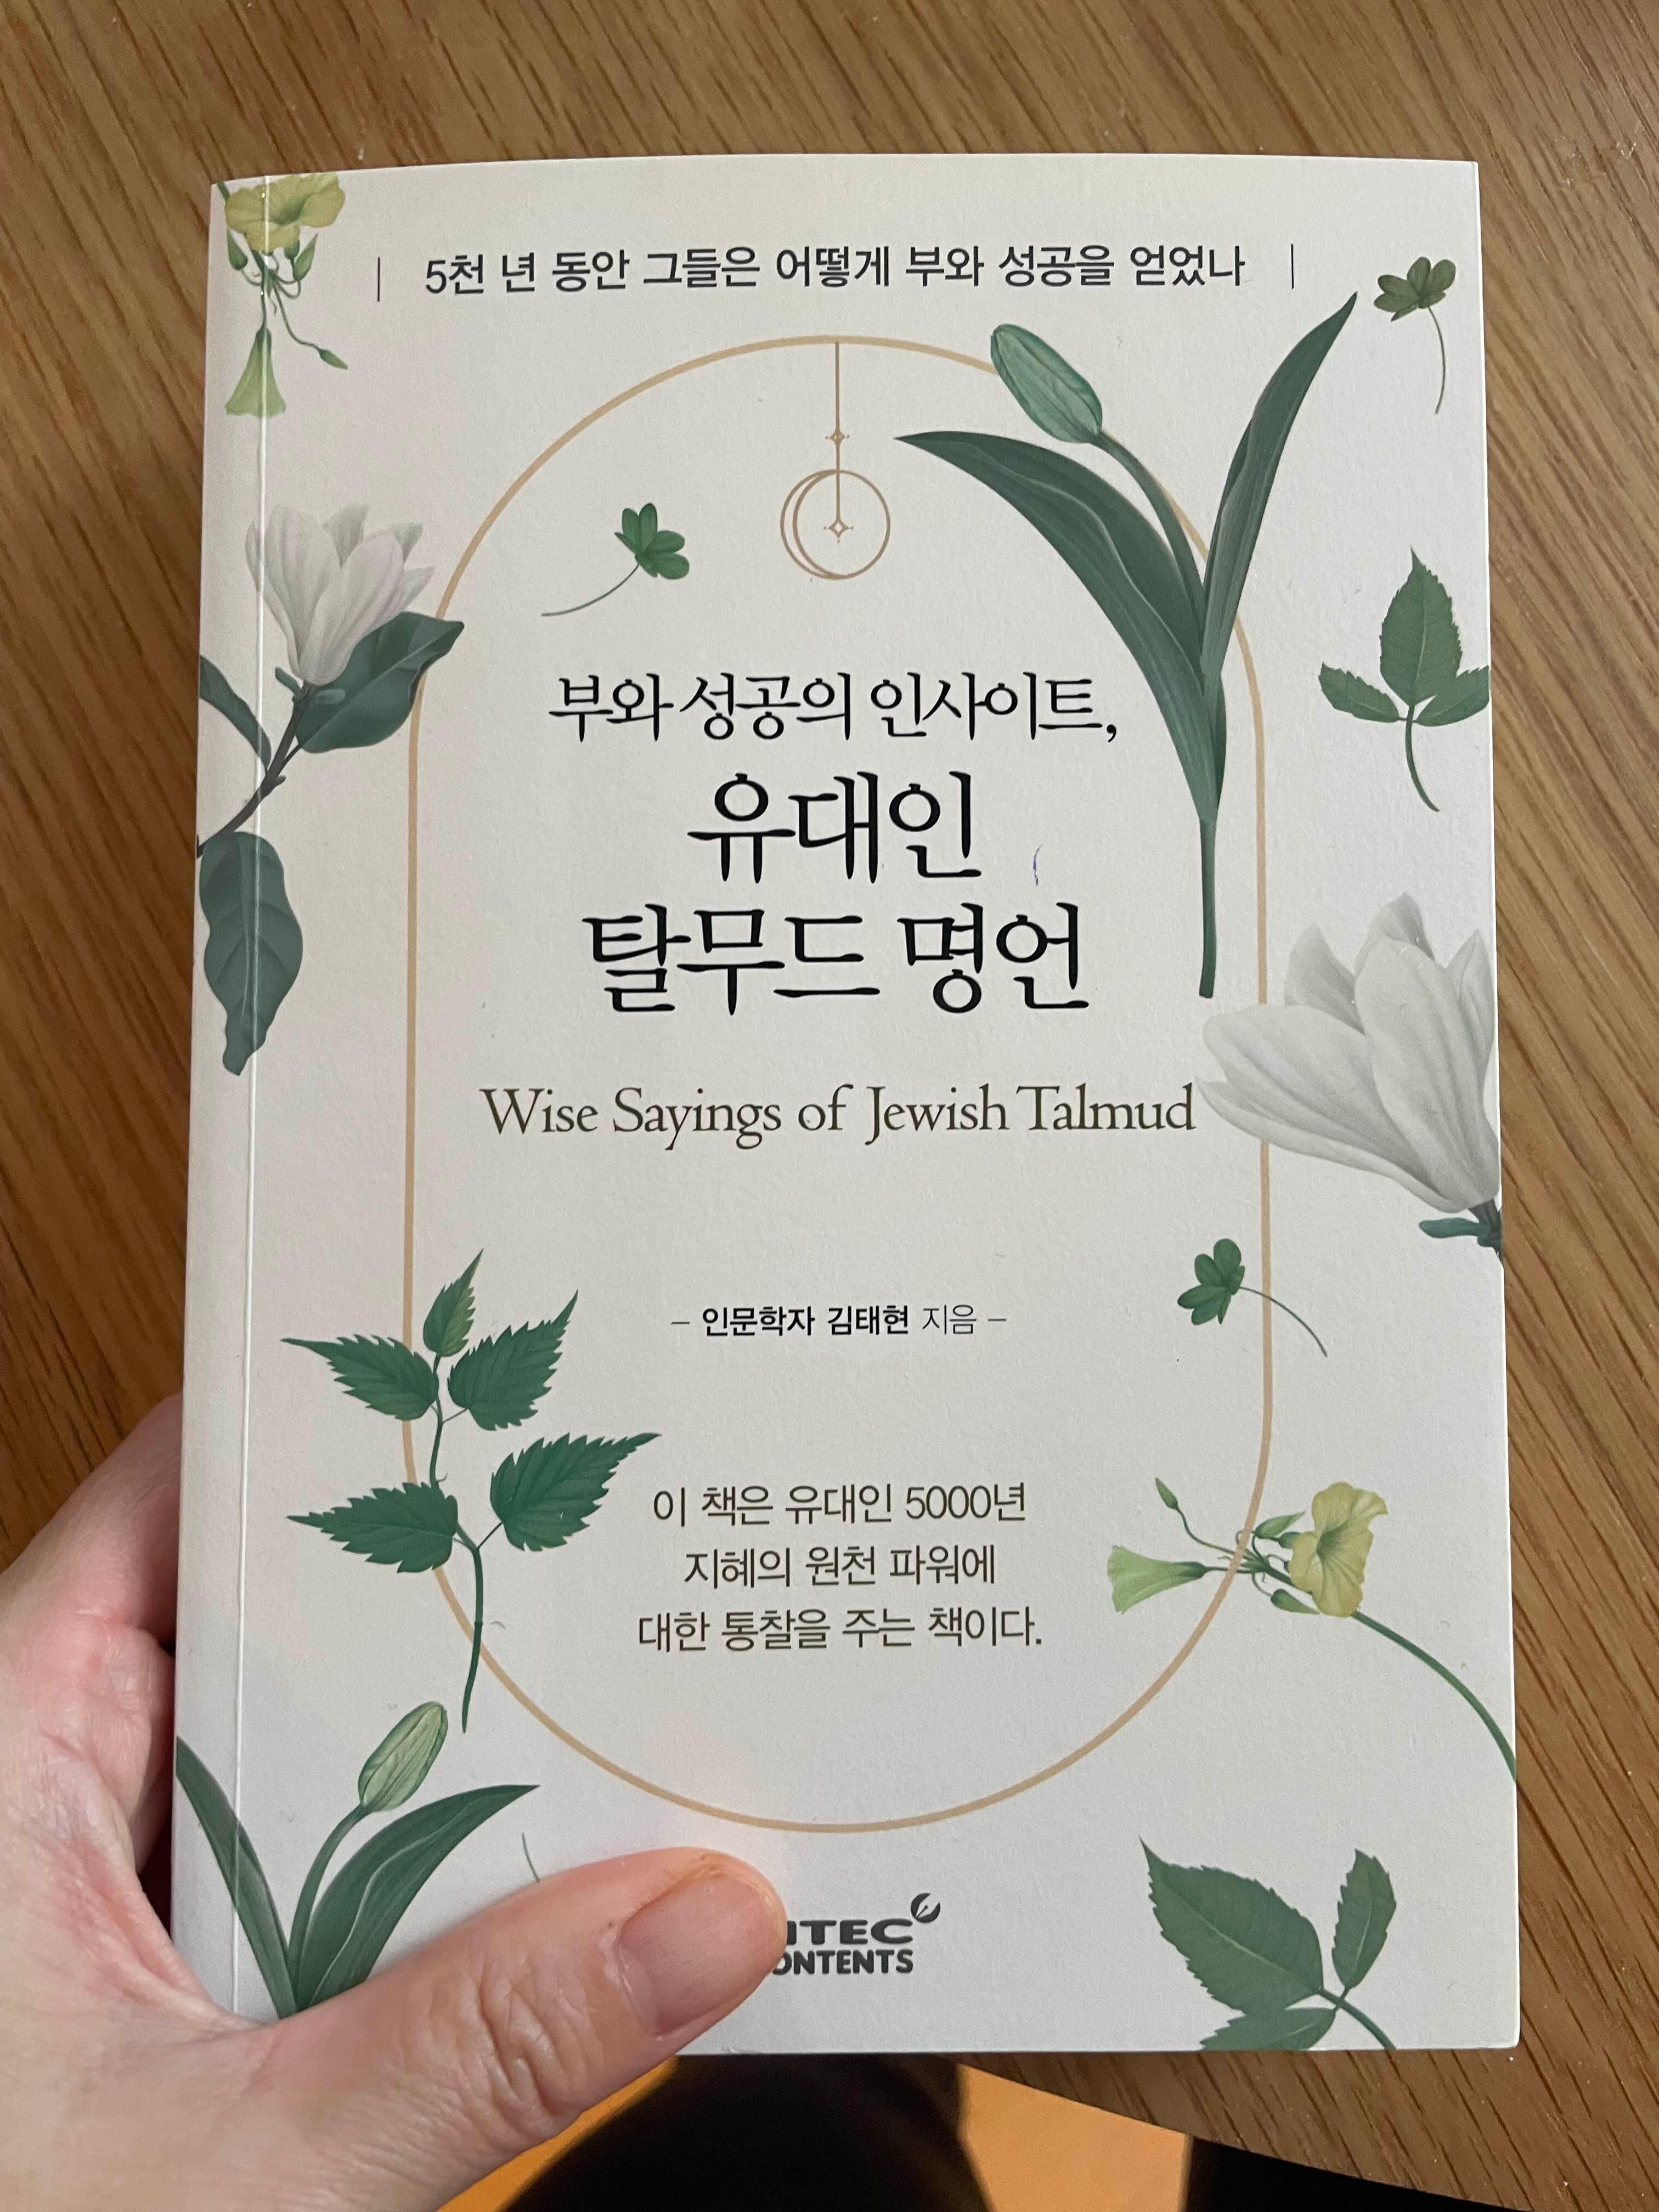 5천 년 동안 그들은 어떻게 부와 성공을 얻었나
부와 성공의 인사이트,
유대인
탈무드 명언
Wise Sayings of Jewish Talmud
– 인문학자 김태현 지음 –
이 책은 유대인 5000년
지혜의 원천 파워에
대한 통찰을 주는 책이다.